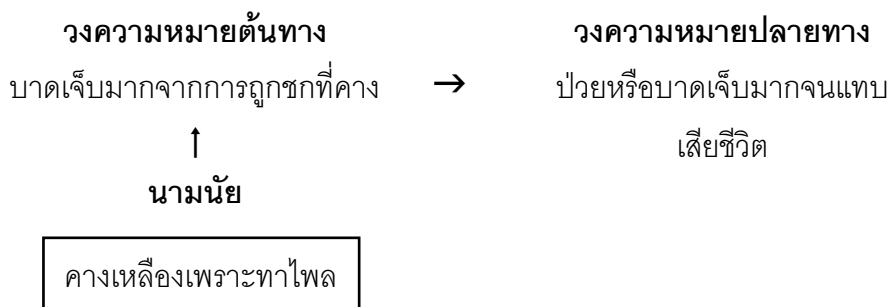 วงความหมายต้นทาง
บาดเจ็บมากจากการถูกชกที่คาง
→
วงความหมายปลายทาง
ป่วยหรือบาดเจ็บมากจนแทบ
เสียชีวิต
↑
นามนัย
คางเหลืองเพราะทาไพล